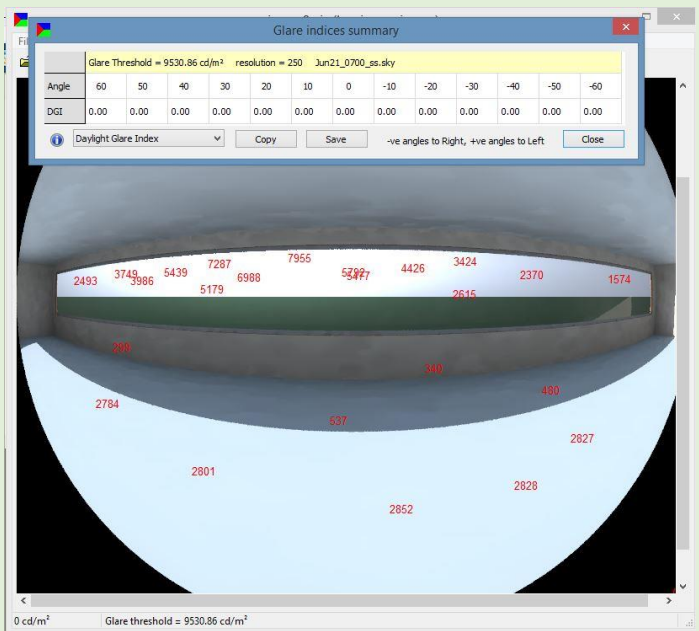 Glare indices summary
Fi
Glare Threshold = 9530.86 cd/m² resolution = 250 Jun21_0700_ss.sky
Angle 60 50 40 30 20 10 0 -10 -20 -30 -40 -50 -60
DGI 0.00 0.00 0.00 0.00 0.00 0.00 0.00 0.00 0.00 0.00 0.00 0.00 0.00
Daylight Glare Index Copy Save -ve angles to Right, +ve angles to Left Close
7955
7287 3424
3749 5439 4426
2493 3986 6988 5477 2370 1574
5179 2615
299
340
480
2784
537
2827
2801
2828
2852
0 cd/m² Glare threshold = 9530.86 cd/m²